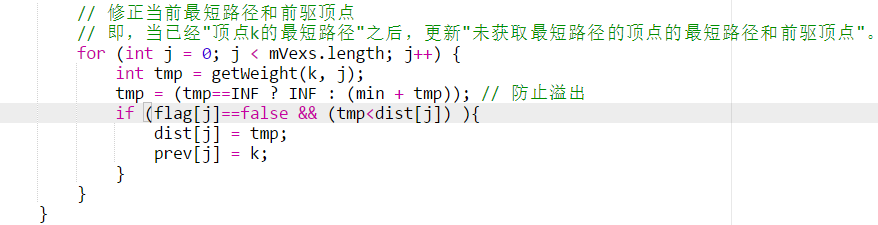 // 修正当前最短路径和前驱顶点
// 即，当已经"顶点k的最短路径"之后，更新"未获取最短路径的顶点的最短路径和前驱顶点"。
for (int j = 0; j < mVexs.length; j++) {
int tmp = getWeight(k, j);
tmp = (tmp==INF ? INF : (min + tmp)); // 防止溢出
if (flag[j]==false && (tmp<dist[j]) ){
dist[j] = tmp;
prev[j] = k;
}
}
}